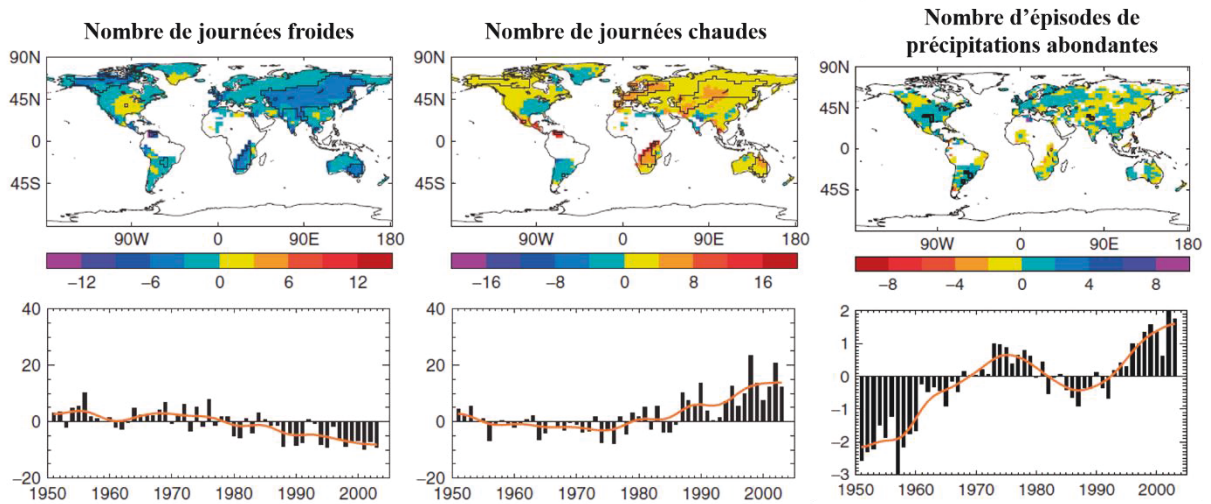 Nombre de journées froides
90N
45N
0
45S
90W 0 90E 180
−12 −6 0 6 12
40
20
0
−20
1950 1960 1970 1980 1990 2000
Nombre de journées chaudes
90N
45N
0
45S
90W 0 90E 180
−16 −8 0 8 16
40
20
0
−20
1950 1960 1970 1980 1990 2000
Nombre d’épisodes de
précipitations abondantes
90N
45N
0
45S
90W 0 90E 180
−8 −4 0 4 8
2
1
0
−1
−2
−3
1950 1960 1970 1980 1990 2000